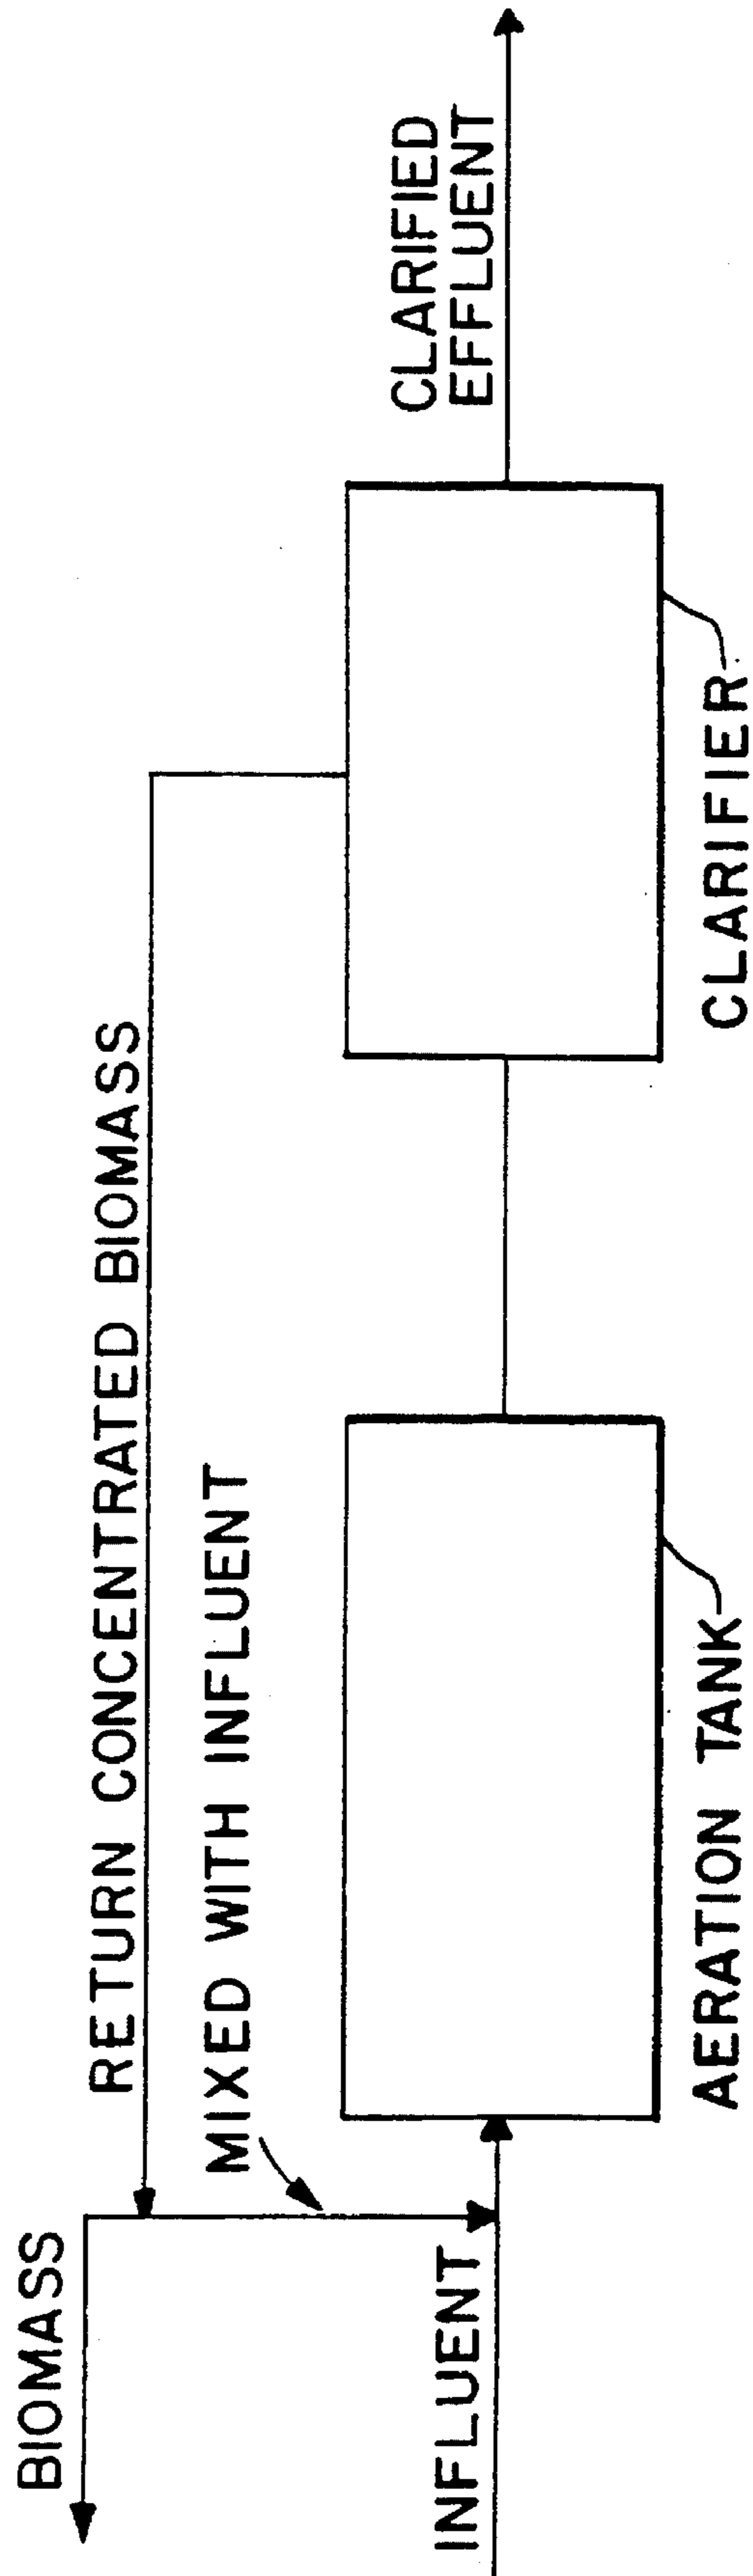 BIOMASS
RETURN CONCENTRATED BIOMASS
MIXED WITH INFLUENT
INFLUENT
CLARIFIED
EFFLUENT
AERATION TANK
CLARIFIER